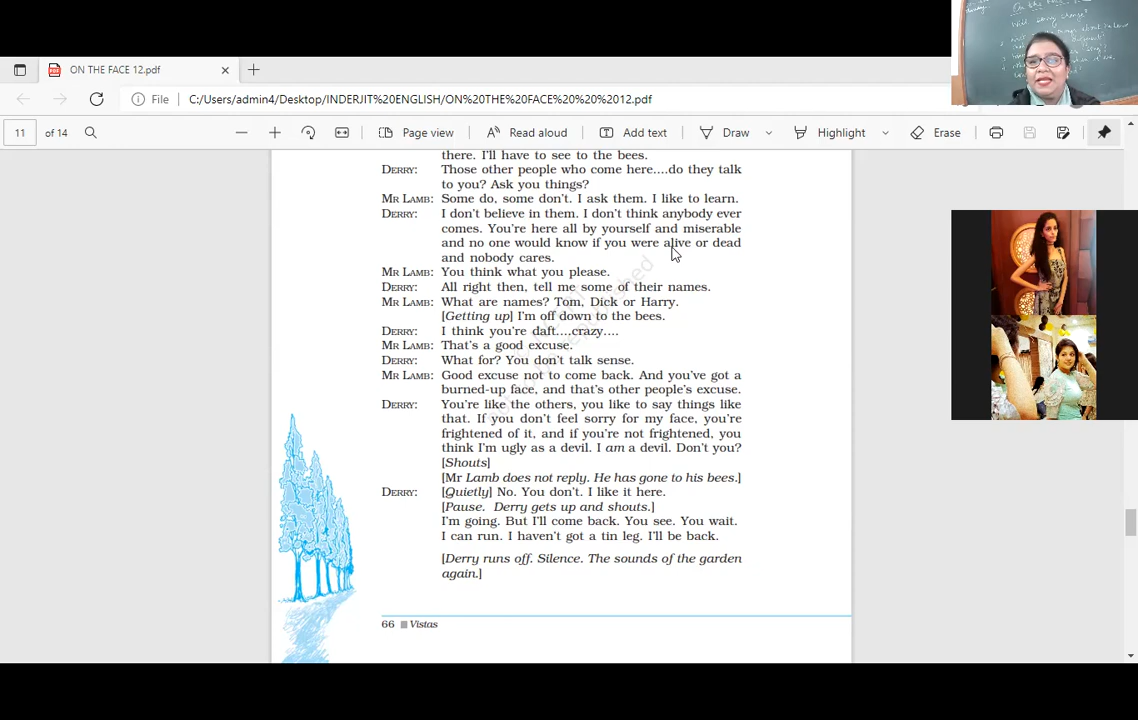 ON THE FACE 12.pdf
File C:/Users/admin4/Desktop/INDERJIT%20ENGLISH/ON%20THE%20FACE%20%20%2012.pdf
11 of 14 Page view Read aloud Add text Draw Highlight Erase
there. I'll have to see to the bees.
DERRY: Those other people who come here....do they talk
to you? Ask you things?
MR LAMB: Some do, some don't. I ask them. I like to learn.
DERRY: I don't believe in them. I don't think anybody ever
comes. You're here all by yourself and miserable
and no one would know if you were alive or dead
and nobody cares.
MR LAMB: You think what you please.
DERRY: All right then, tell me some of their names.
MR LAMB: What are names? Tom, Dick or Harry.
[Getting up] I'm off down to the bees.
DERRY: I think you're daft....crazy....
MR LAMB: That's a good excuse.
DERRY: What for? You don't talk sense.
MR LAMB: Good excuse not to come back. And you've got a
burned-up face, and that's other people's excuse.
DERRY: You're like the others, you like to say things like
that. If you don't feel sorry for my face, you're
frightened of it, and if you're not frightened, you
think I'm ugly as a devil. I am a devil. Don't you?
[Shouts]
[Mr Lamb does not reply. He has gone to his bees.]
DERRY: [Quietly] No. You don't. I like it here.
[Pause. Derry gets up and shouts.]
I'm going. But I'll come back. You see. You wait.
I can run. I haven't got a tin leg. I'll be back.
[Derry runs off. Silence. The sounds of the garden
again.]
66 Vistas
On the Face
Will Derry change?